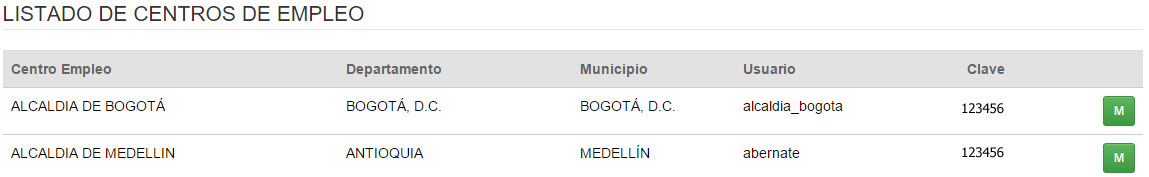 LISTADO DE CENTROS DE EMPLEO
Centro Empleo Departamento Municipio Usuario Clave
ALCALDIA DE BOGOTÁ BOGOTÁ, D.C. BOGOTÁ, D.C. alcaldia_bogota 123456 M
ALCALDIA DE MEDELLIN ANTIOQUIA MEDELLÍN abernate 123456 M